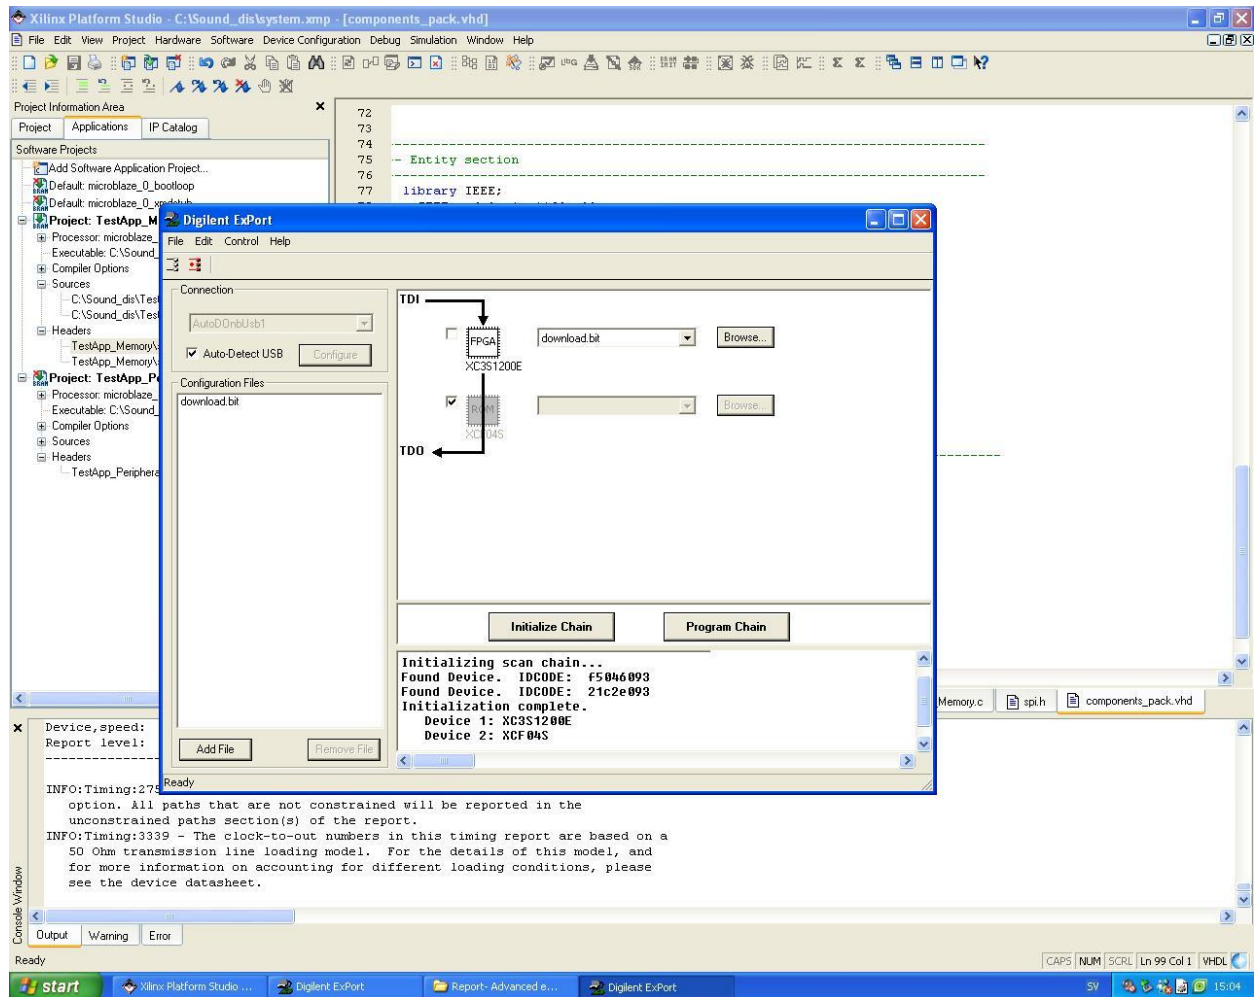 Xilinx Platform Studio - C:\Sound_dis\system.xmp - [components_pack.vhd]
File Edit View Project Hardware Software Device Configuration Debug Simulation Window Help
Project Information Area
Project Applications IP Catalog
Software Projects
Add Software Application Project...
Default: microblaze_0_bootloop
Default: microblaze_0_xmdstub
Project: TestApp_M
Processor: microblaze_
Executable: C:\Sound_
Compiler Options
Sources
C:\Sound_dis\Test
C:\Sound_dis\Test
Headers
TestApp_Memory\
TestApp_Memory\
Project: TestApp_Pe
Processor: microblaze_
Executable: C:\Sound_
Compiler Options
Sources
Headers
TestApp_Periphera
72
73
74 ----------------------------------------------------------------
75 -- Entity section
76 ----------------------------------------------------------------
77 library IEEE;
Digilent ExPort
File Edit Control Help
Connection
AutoDOnbUsb1
Auto-Detect USB Configure
Configuration Files
download.bit
Add File Remove File
TDI
FPGA download.bit Browse...
XC3S1200E
ROM Browse...
XCF04S
TDO
Initialize Chain Program Chain
Initializing scan chain...
Found Device. IDCODE: f5046093
Found Device. IDCODE: 21c2e093
Initialization complete.
Device 1: XC3S1200E
Device 2: XCF04S
Ready
Memory.c spi.h components_pack.vhd
Device,speed:
Report level:
INFO:Timing:275
option. All paths that are not constrained will be reported in the
unconstrained paths section(s) of the report.
INFO:Timing:3339 - The clock-to-out numbers in this timing report are based on a
50 Ohm transmission line loading model. For the details of this model, and
for more information on accounting for different loading conditions, please
see the device datasheet.
Console Window
Output Warning Error
Ready
CAPS NUM SCRL Ln 99 Col 1 VHDL
start Xilinx Platform Studio ... Digilent ExPort Report- Advanced e... Digilent ExPort SV 15:04